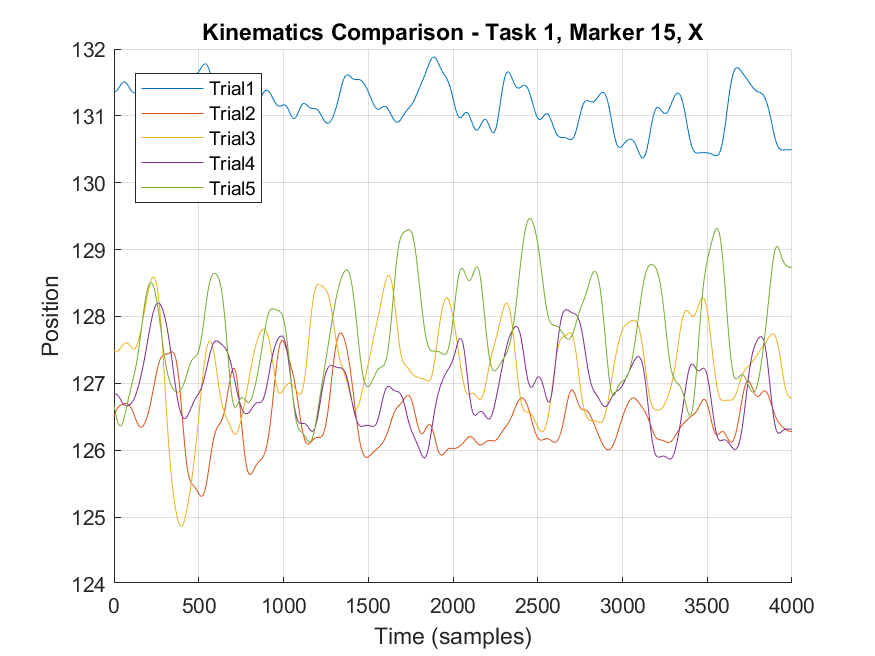 Kinematics Comparison - Task 1, Marker 15, X
132
131
130
129
128
127
126
125
124
Position
Trial1
Trial2
Trial3
Trial4
Trial5
0 500 1000 1500 2000 2500 3000 3500 4000
Time (samples)